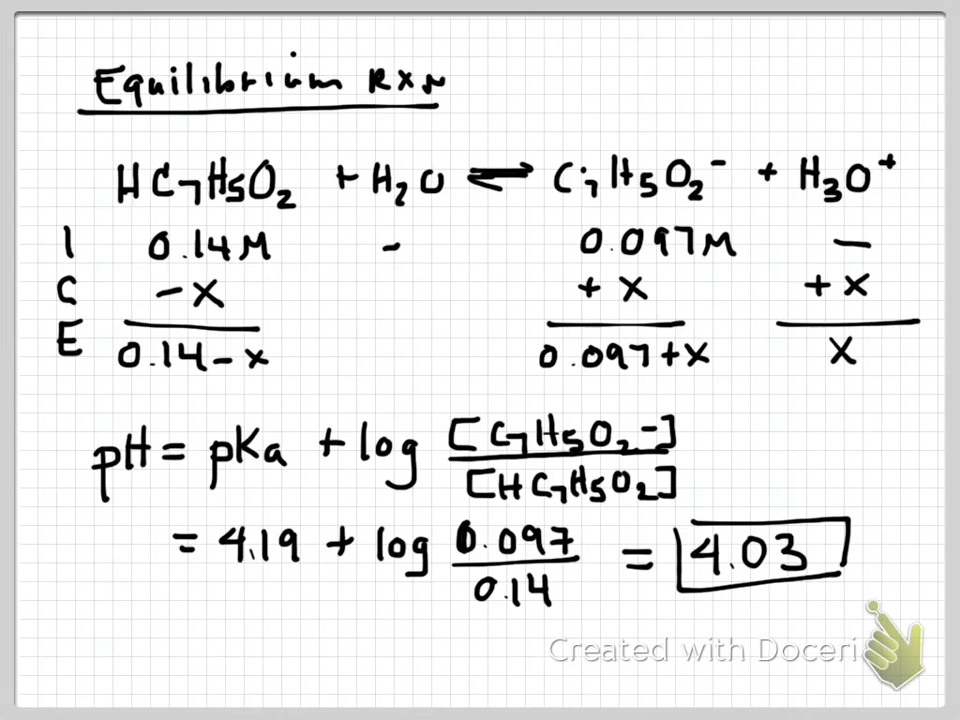 Equilibrium Rxn
HC7H5O2 + H2O ⇌ C7H5O2⁻ + H3O⁺
I 0.14M - 0.097M —
C -X +X +X
E 0.14-x 0.097+X X
pH = pKa + log [C7H5O2⁻] / [HC7H5O2]
= 4.19 + log 0.097 / 0.14 = 4.03
Created with Doceri